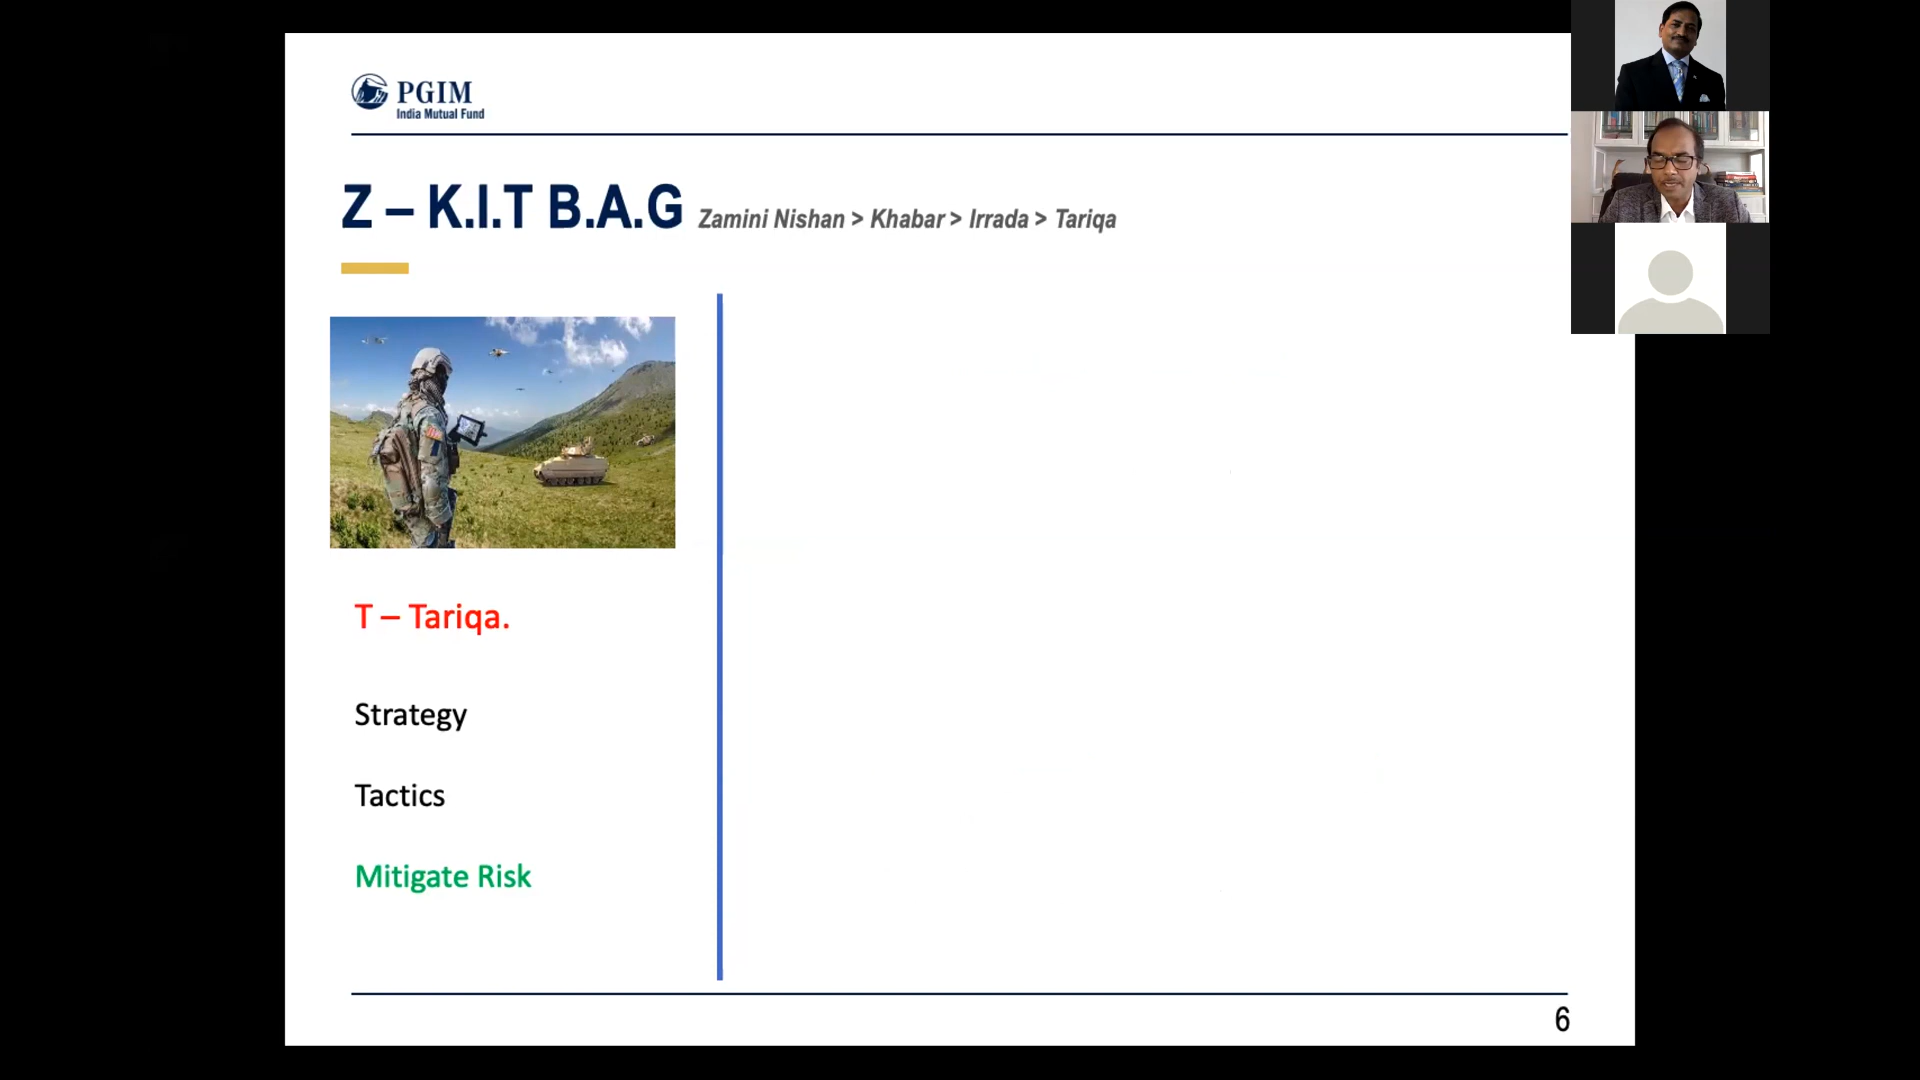 PGIM
India Mutual Fund
Z – K.I.T B.A.G Zamini Nishan > Khabar > Irrada > Tariqa
T – Tariqa.
Strategy
Tactics
Mitigate Risk
6